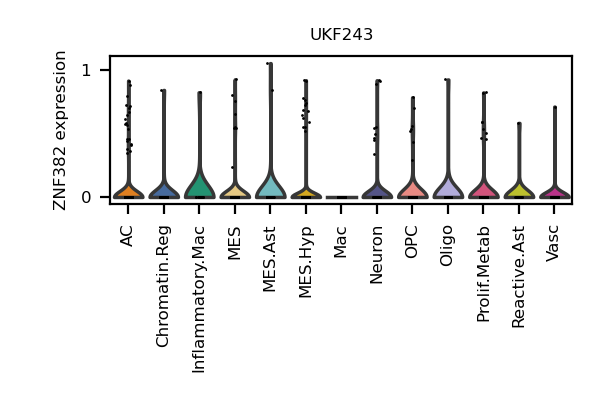 UKF243
ZNF382 expression
1
0
AC
Chromatin.Reg
Inflammatory.Mac
MES
MES.Ast
MES.Hyp
Mac
Neuron
OPC
Oligo
Prolif.Metab
Reactive.Ast
Vasc